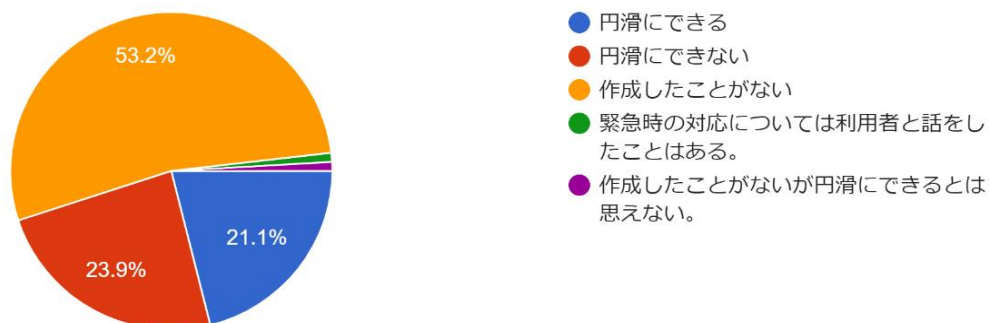 53.2%
21.1%
23.9%
円滑にできる
円滑にできない
作成したことがない
緊急時の対応については利用者と話をし
たことはある。
作成したことがないが円滑にできるとは
思えない。